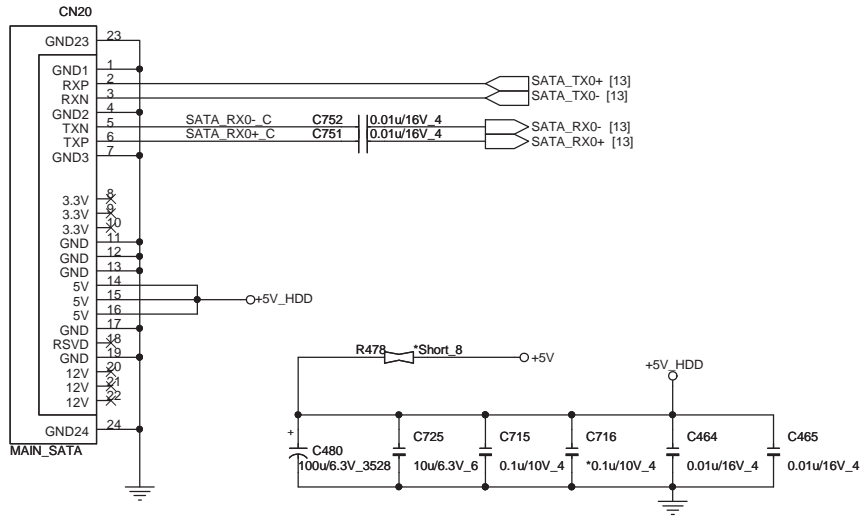 CN20
GND23 23
GND1 1
RXP 2
RXN 3
GND2 4
TXN 5
TXP 6
GND3 7
SATA_TX0+ [13]
SATA_TX0- [13]
SATA_RX0-_C C752 0.01u/16V_4 SATA_RX0- [13]
SATA_RX0+_C C751 0.01u/16V_4 SATA_RX0+ [13]
3.3V 8
3.3V 9
3.3V 10
GND 11
GND 12
GND 13
5V 14
5V 15
5V 16
+5V_HDD
GND 17
RSVD 18
GND 19
12V 20
12V 21
12V 22
GND24 24
MAIN_SATA
R478 *Short_8 +5V
+5V_HDD
+
C480
100u/6.3V_3528
C725
10u/6.3V_6
C715
0.1u/10V_4
C716
*0.1u/10V_4
C464
0.01u/16V_4
C465
0.01u/16V_4